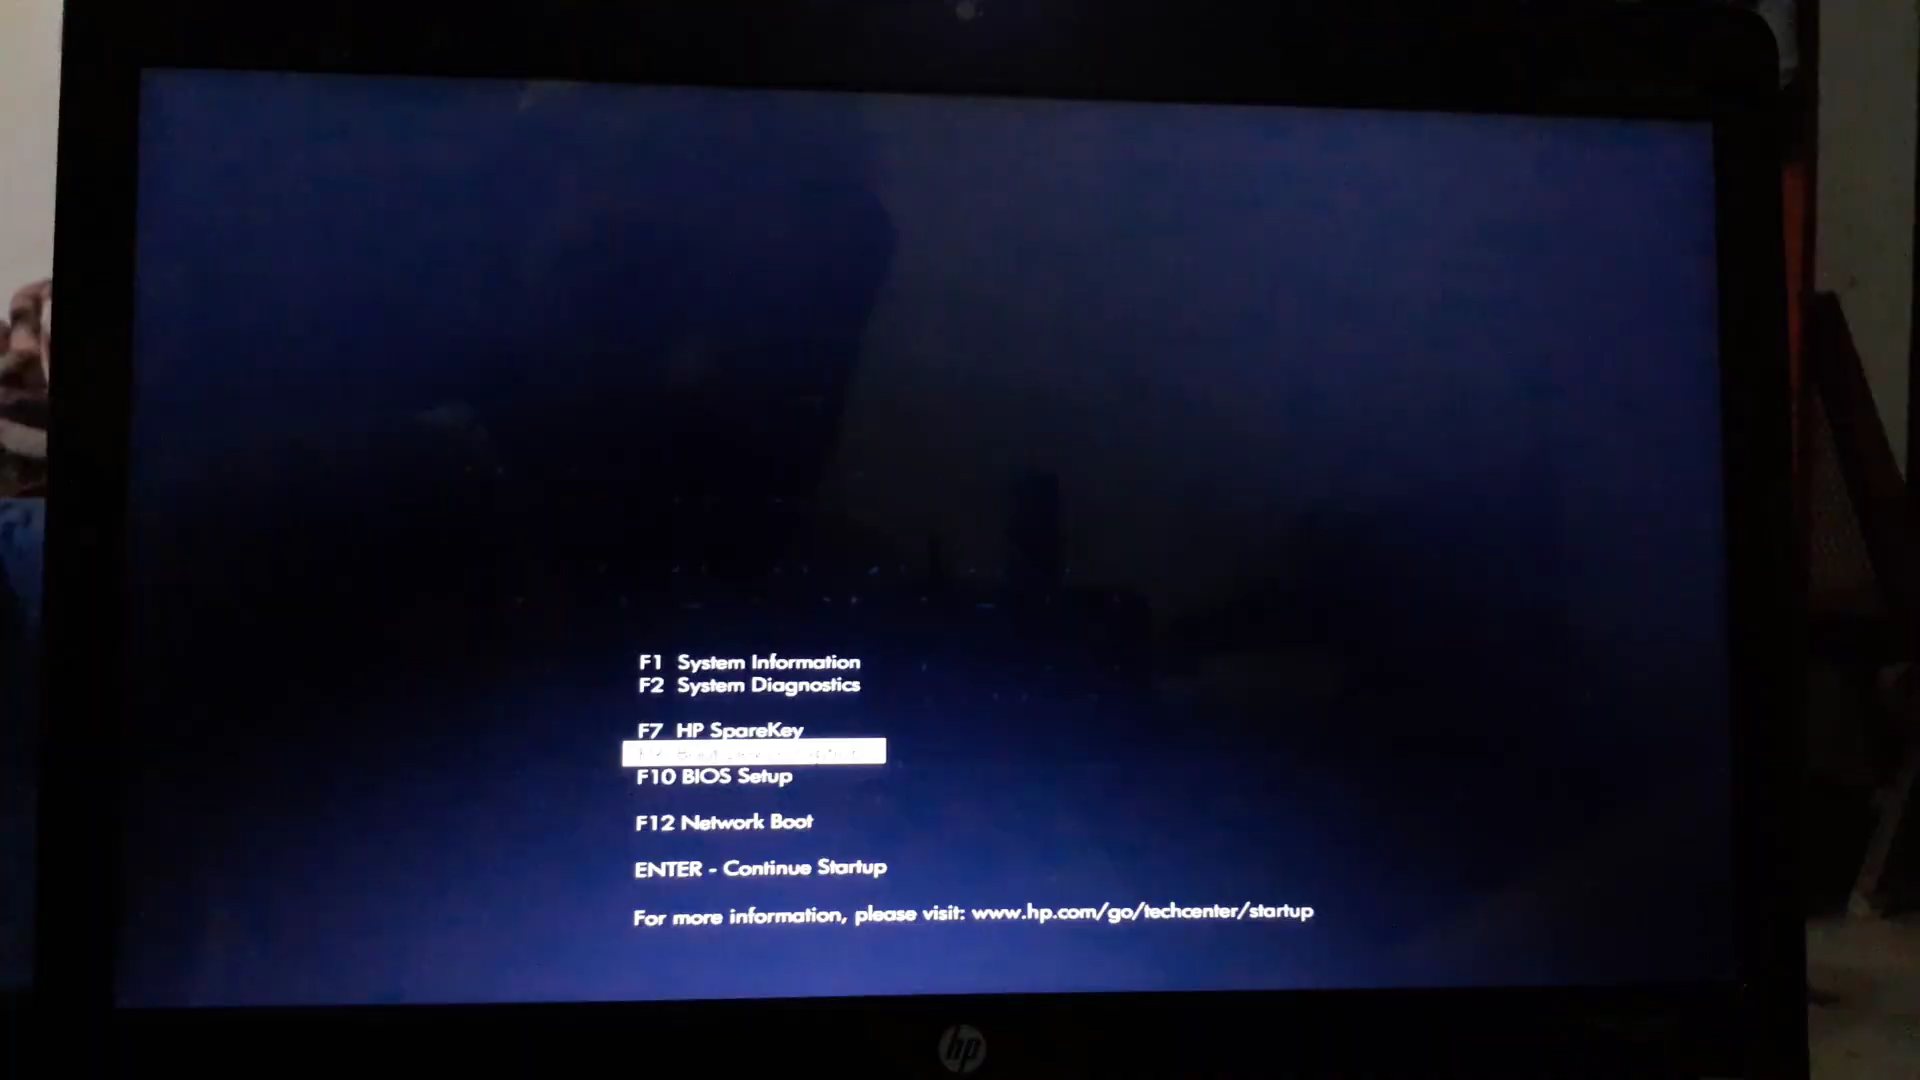 F1 System Information
F2 System Diagnostics
F7 HP SpareKey
F10 BIOS Setup
F12 Network Boot
ENTER - Continue Startup
For more information, please visit: www.hp.com/go/techcenter/startup
hp